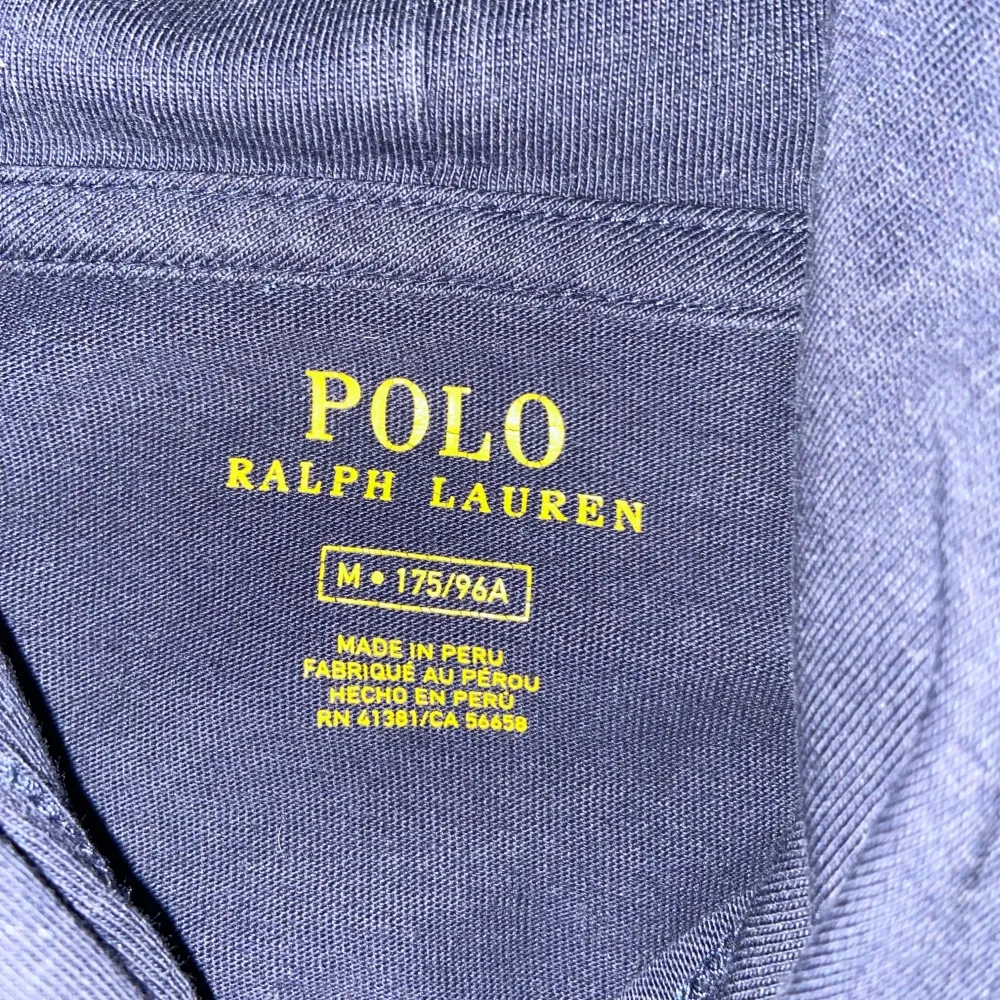 POLO
RALPH LAUREN
M • 175/96A
MADE IN PERU
FABRIQUÉ AU PÉROU
HECHO EN PERÚ
RN 41381/CA 56658